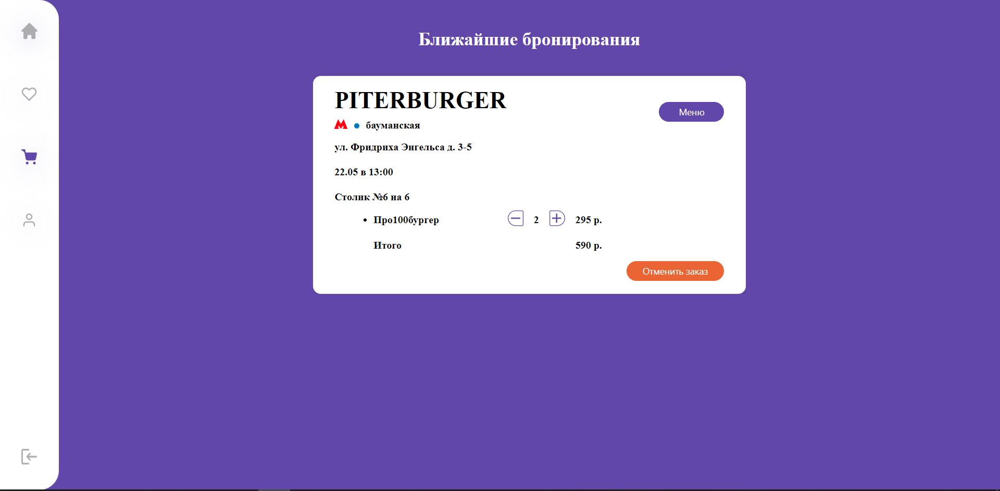 Ближайшие бронирования
PITERBURGER
Меню
бауманская
ул. Фридриха Энгельса д. 3-5
22.05 в 13:00
Столик №6 на 6
• Про100бургер 2 295 р.
Итого 590 р.
Отменить заказ